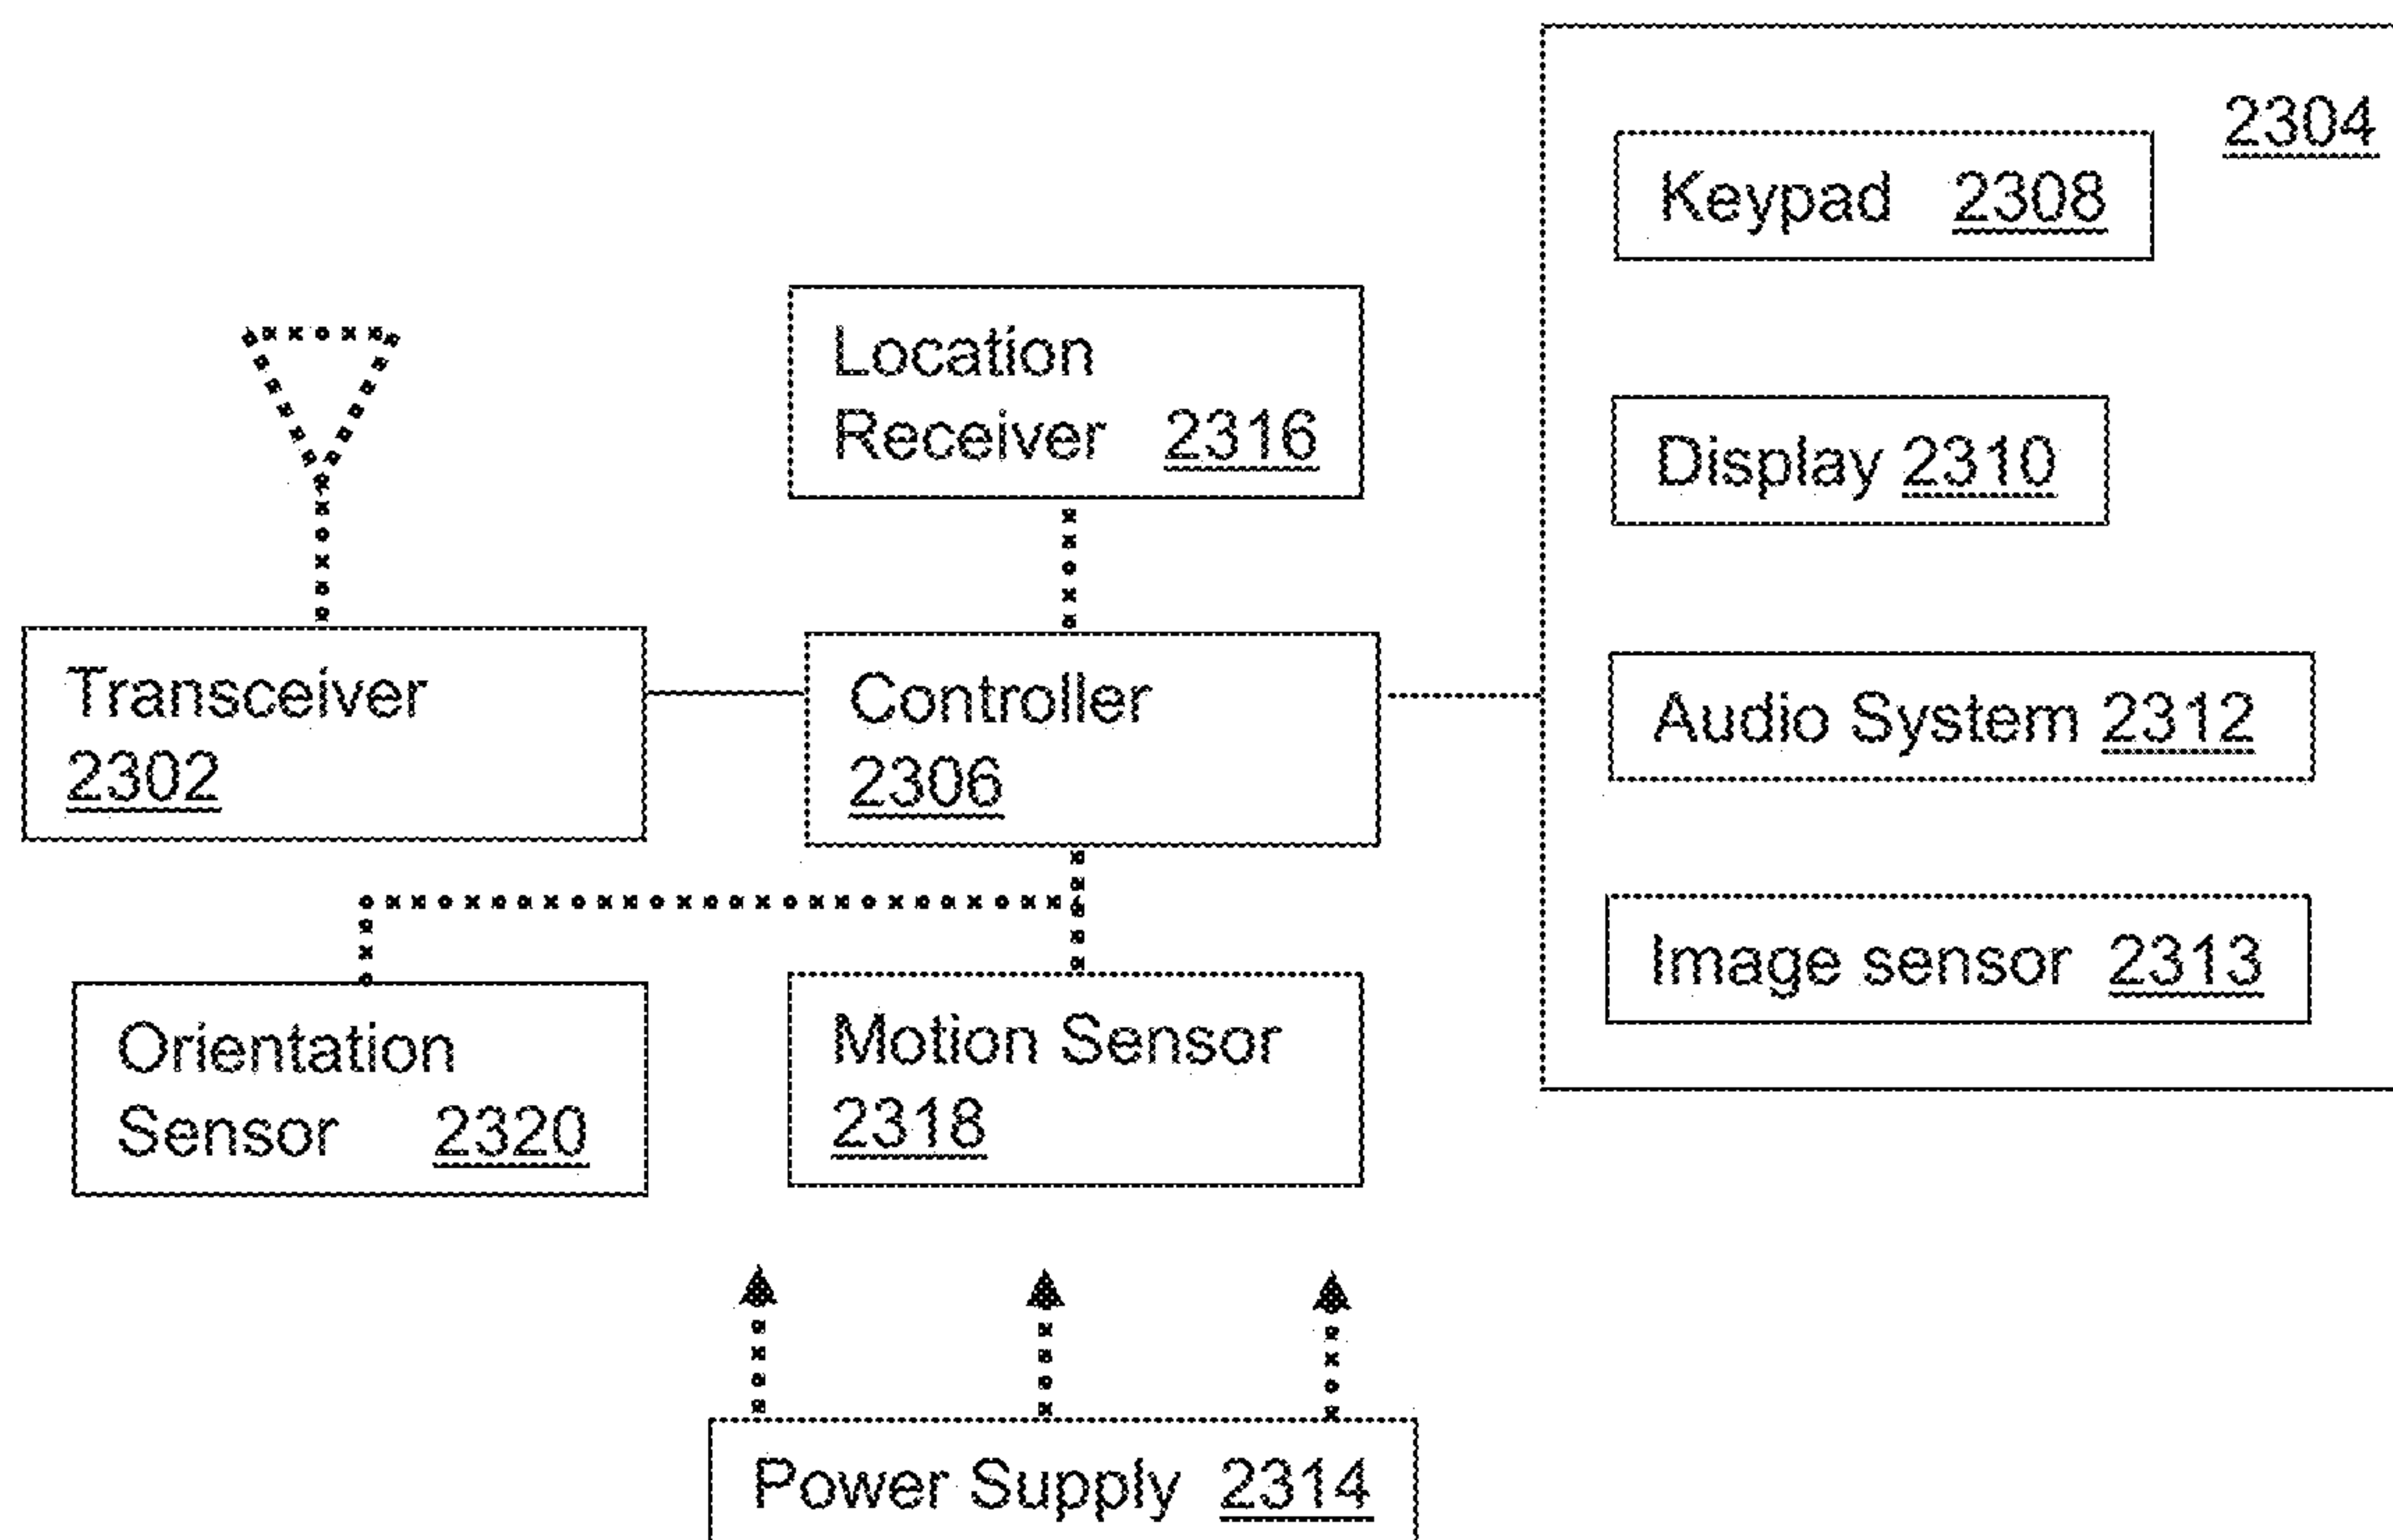 2304
Keypad 2308
Location
Receiver 2316
Display 2310
Transceiver
2302
Controller
2306
Audio System 2312
Image sensor 2313
Orientation
Sensor 2320
Motion Sensor
2318
Power Supply 2314